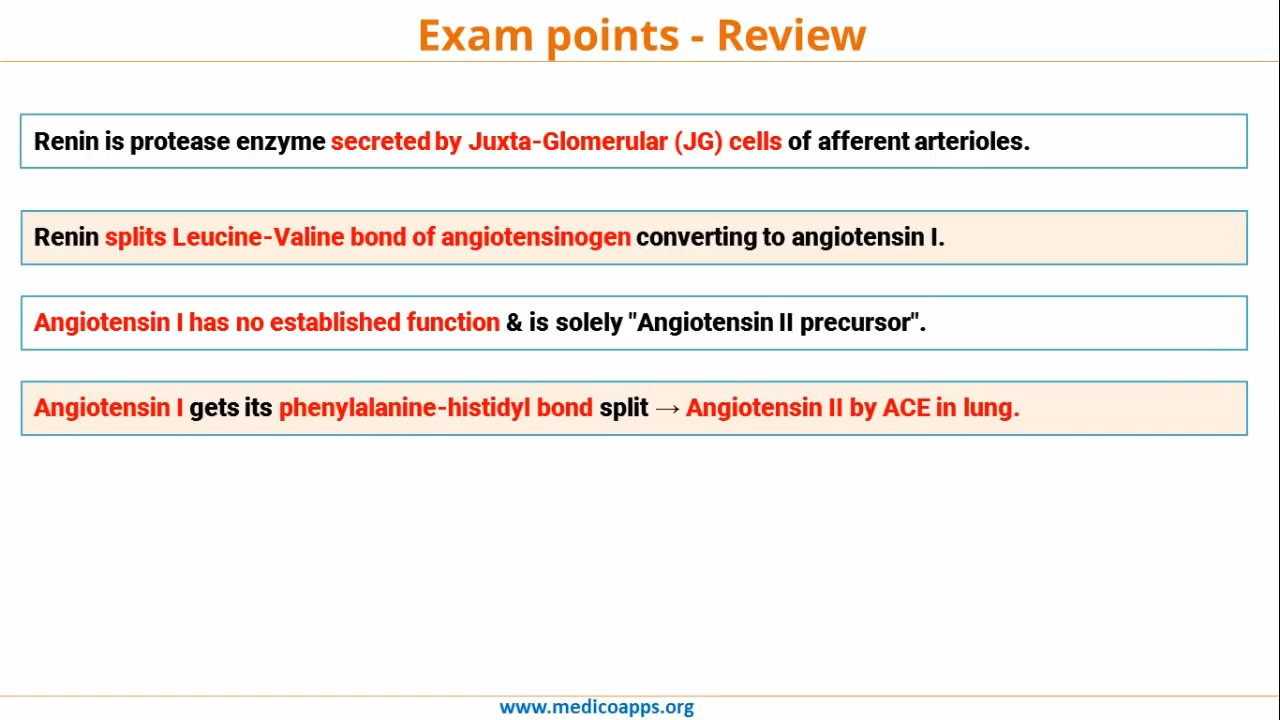 Exam points - Review
Renin is protease enzyme secreted by Juxta-Glomerular (JG) cells of afferent arterioles.
Renin splits Leucine-Valine bond of angiotensinogen converting to angiotensin I.
Angiotensin I has no established function & is solely "Angiotensin II precursor".
Angiotensin I gets its phenylalanine-histidyl bond split → Angiotensin II by ACE in lung.
www.medicoapps.org